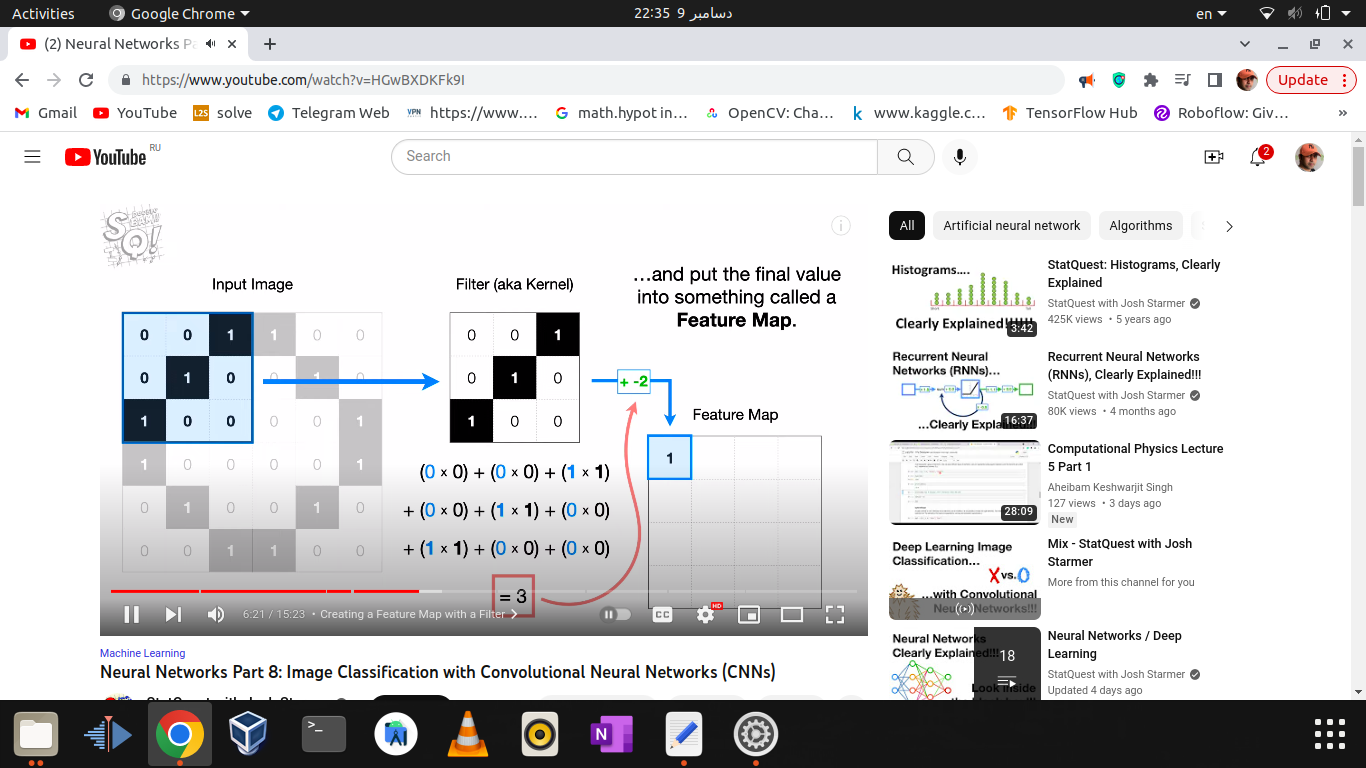 Activities
Google Chrome
22:35 9 دسامبر
en
(2) Neural Networks Pa
https://www.youtube.com/watch?v=HGwBXDKFk9I
Update
Gmail
YouTube
L2S solve
Telegram Web
VPN https://www.…
math.hypot in…
OpenCV: Cha…
k www.kaggle.c…
TensorFlow Hub
Roboflow: Giv…
»
YouTube RU
Search
2
SQ!
Input Image
Filter (aka Kernel)
…and put the final value
into something called a
Feature Map.
0 0 1 1 0 0
0 1 0 0 1 0
1 0 0 0 0 1
1 0 0 0 0 1
0 1 0 0 1 0
0 0 1 1 0 0
0 0 1
0 1 0
1 0 0
+ -2
Feature Map
1
(0 × 0) + (0 × 0) + (1 × 1)
+ (0 × 0) + (1 × 1) + (0 × 0)
+ (1 × 1) + (0 × 0) + (0 × 0)
= 3
6:21 / 15:23 • Creating a Feature Map with a Filter
CC
HD
Machine Learning
Neural Networks Part 8: Image Classification with Convolutional Neural Networks (CNNs)
All
Artificial neural network
Algorithms
Histograms….
Clearly Explained!!!!!!
3:42
StatQuest: Histograms, Clearly
Explained
StatQuest with Josh Starmer
425K views • 5 years ago
Recurrent Neural
Networks (RNNs)…
…Clearly Explained!!!
16:37
Recurrent Neural Networks
(RNNs), Clearly Explained!!!
StatQuest with Josh Starmer
80K views • 4 months ago
28:09
Computational Physics Lecture
5 Part 1
Aheibam Keshwarjit Singh
127 views • 3 days ago
New
Deep Learning Image
Classification…
X vs. O
…with Convolutional
Neural Networks!!!
Mix - StatQuest with Josh
Starmer
More from this channel for you
Neural Networks
Clearly Explained!!!
Look inside
18
Neural Networks / Deep
Learning
StatQuest with Josh Starmer
Updated 4 days ago
>_
N